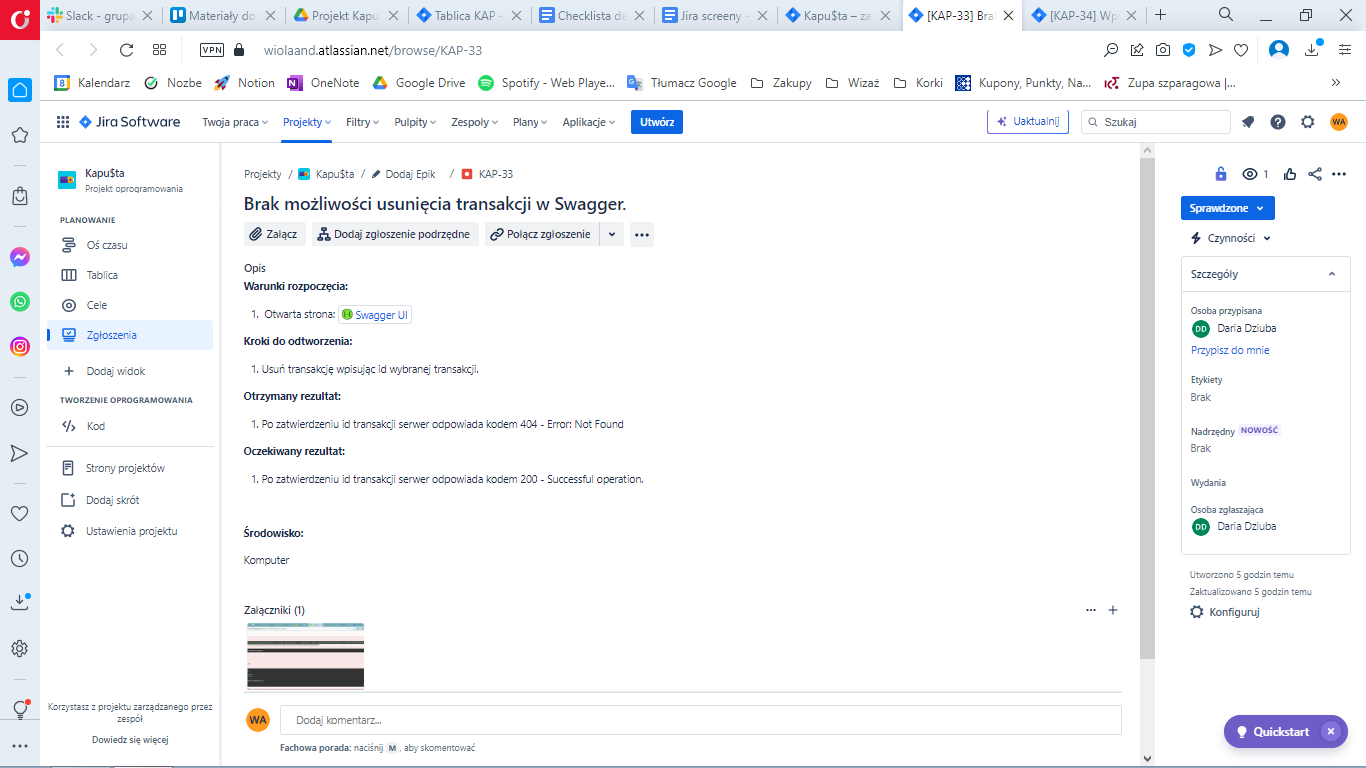 Slack - grupa
Materiały do
Projekt Kapu
Tablica KAP –
Checklista de
Jira screeny -
Kapu$ta – za
[KAP-33] Bra
[KAP-34] Wp
VPN
wiolaand.atlassian.net/browse/KAP-33
8 Kalendarz
Nozbe
Notion
OneNote
Google Drive
Spotify - Web Playe...
Tłumacz Google
Zakupy
Wizaż
Korki
Kupony, Punkty, Na...
Zupa szparagowa |...
Jira Software
Twoja praca
Projekty
Filtry
Pulpity
Zespoły
Plany
Aplikacje
Utwórz
Uaktualnij
Szukaj
WA
Kapu$ta
Projekt oprogramowania
PLANOWANIE
Oś czasu
Tablica
Cele
Zgłoszenia
Dodaj widok
TWORZENIE OPROGRAMOWANIA
Kod
Strony projektów
Dodaj skrót
Ustawienia projektu
Korzystasz z projektu zarządzanego przez
zespół
Dowiedz się więcej
Projekty / Kapu$ta / Dodaj Epik / KAP-33
Brak możliwości usunięcia transakcji w Swagger.
Załącz
Dodaj zgłoszenie podrzędne
Połącz zgłoszenie
Opis
Warunki rozpoczęcia:
1. Otwarta strona: Swagger UI
Kroki do odtworzenia:
1. Usuń transakcję wpisując id wybranej transakcji.
Otrzymany rezultat:
1. Po zatwierdzeniu id transakcji serwer odpowiada kodem 404 - Error: Not Found
Oczekiwany rezultat:
1. Po zatwierdzeniu id transakcji serwer odpowiada kodem 200 - Successful operation.
Środowisko:
Komputer
Załączniki (1)
WA
Dodaj komentarz...
Fachowa porada: naciśnij M , aby skomentować
1
Sprawdzone
Czynności
Szczegóły
Osoba przypisana
DD Daria Dziuba
Przypisz do mnie
Etykiety
Brak
Nadrzędny NOWOŚĆ
Brak
Wydania
Osoba zgłaszająca
DD Daria Dziuba
Utworzono 5 godzin temu
Zaktualizowano 5 godzin temu
Konfiguruj
Quickstart